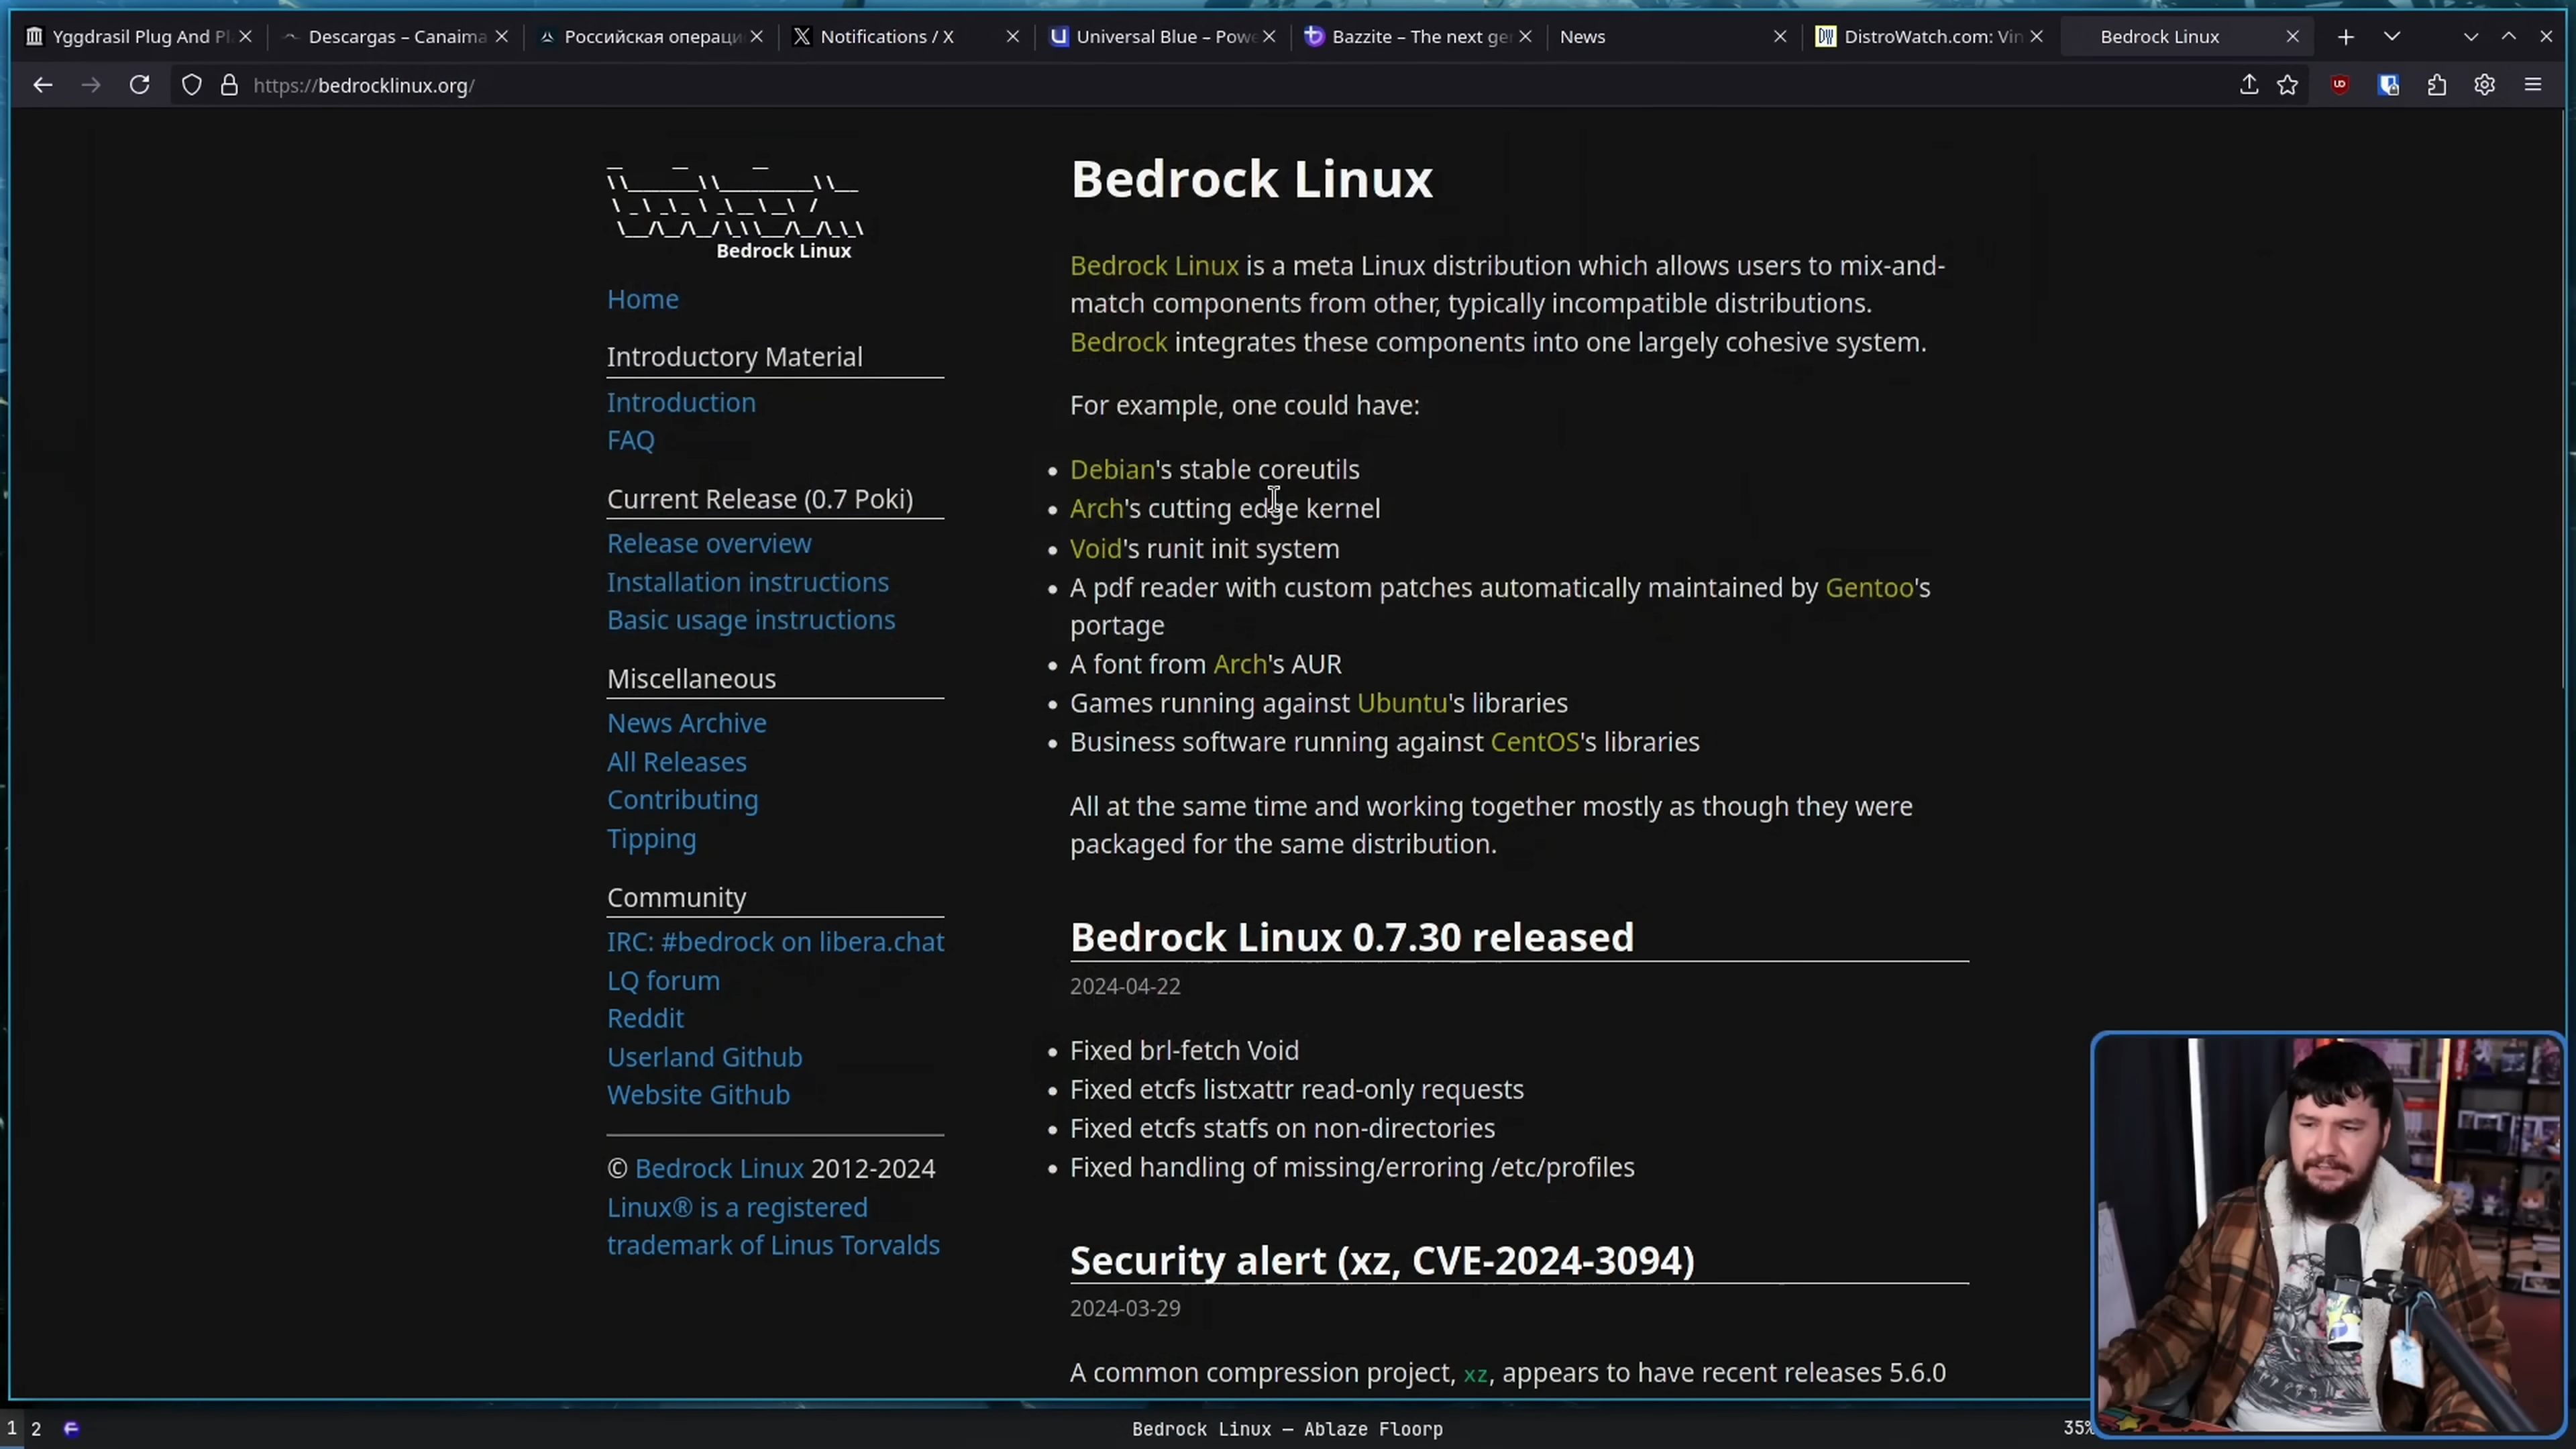 Yggdrasil Plug And Pl
Descargas – Canaima
Российская операци
Notifications / X
Universal Blue – Powe
Bazzite – The next ge
News
DistroWatch.com: Vin
Bedrock Linux
https://bedrocklinux.org/
Bedrock Linux
Home
Introductory Material
Introduction
FAQ
Current Release (0.7 Poki)
Release overview
Installation instructions
Basic usage instructions
Miscellaneous
News Archive
All Releases
Contributing
Tipping
Community
IRC: #bedrock on libera.chat
LQ forum
Reddit
Userland Github
Website Github
© Bedrock Linux 2012-2024
Linux® is a registered
trademark of Linus Torvalds
Bedrock Linux
Bedrock Linux is a meta Linux distribution which allows users to mix-and-
match components from other, typically incompatible distributions.
Bedrock integrates these components into one largely cohesive system.
For example, one could have:
• Debian's stable coreutils
• Arch's cutting edge kernel
• Void's runit init system
• A pdf reader with custom patches automatically maintained by Gentoo's
portage
• A font from Arch's AUR
• Games running against Ubuntu's libraries
• Business software running against CentOS's libraries
All at the same time and working together mostly as though they were
packaged for the same distribution.
Bedrock Linux 0.7.30 released
2024-04-22
• Fixed brl-fetch Void
• Fixed etcfs listxattr read-only requests
• Fixed etcfs statfs on non-directories
• Fixed handling of missing/erroring /etc/profiles
Security alert (xz, CVE-2024-3094)
2024-03-29
A common compression project, xz, appears to have recent releases 5.6.0
1 2
Bedrock Linux — Ablaze Floorp
35%